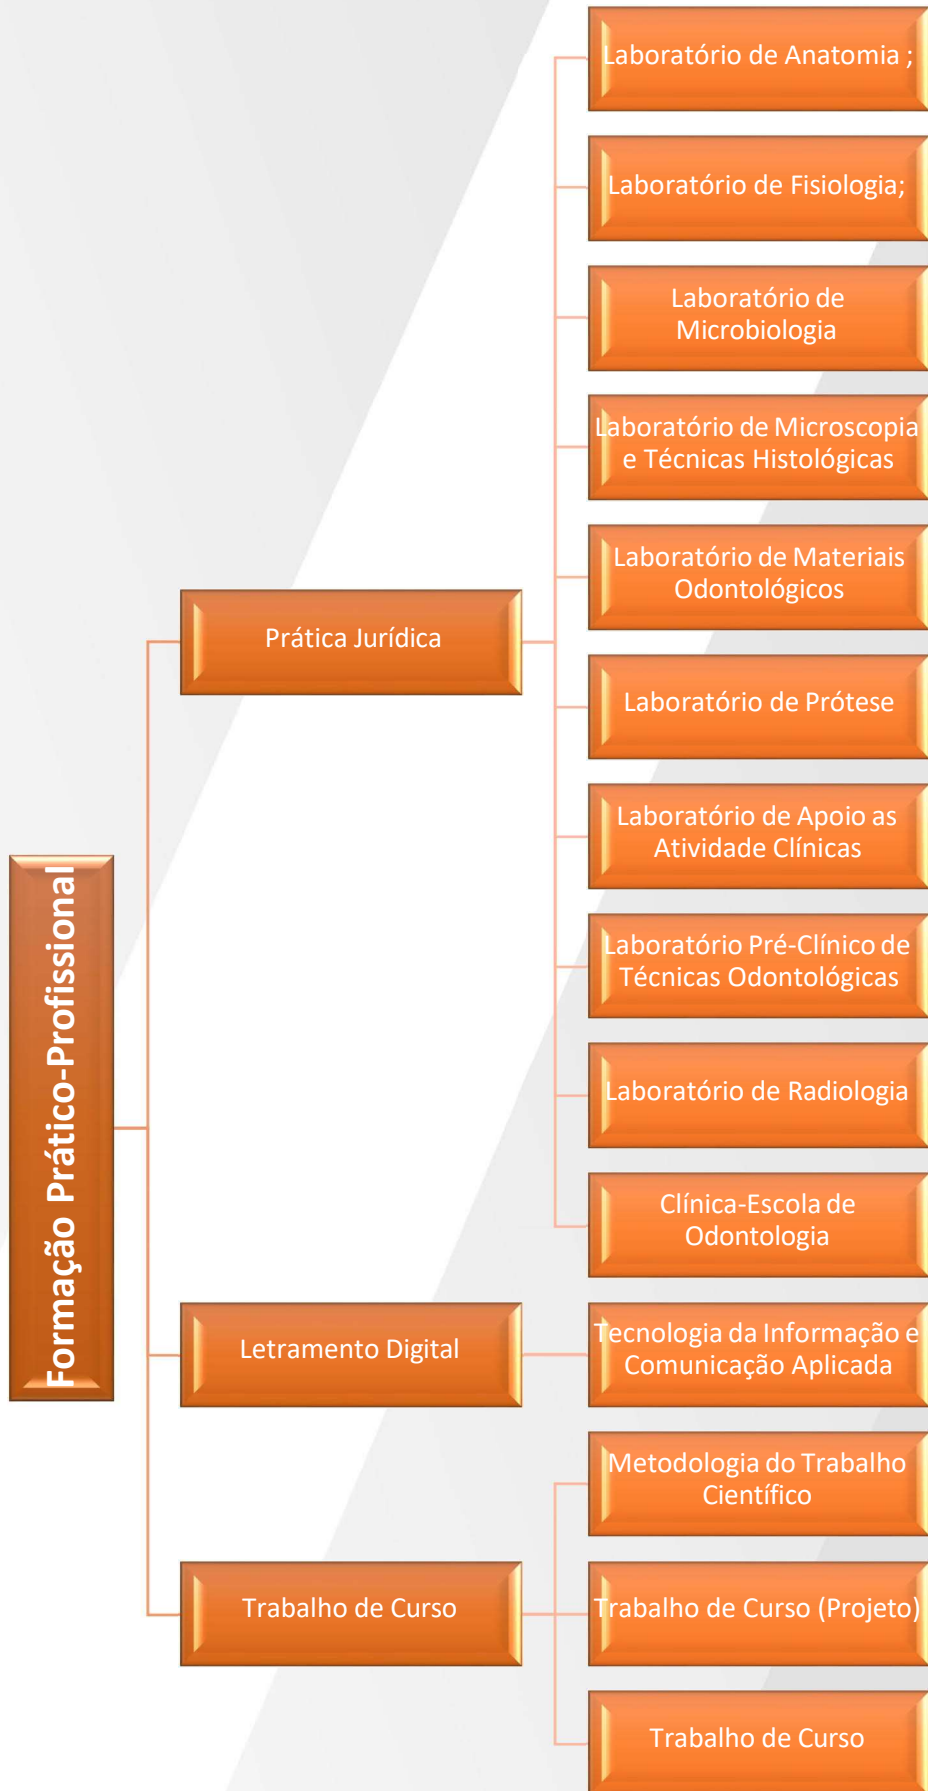 Formação Prático-Profissional
Prática Jurídica
Laboratório de Anatomia ;
Laboratório de Fisiologia;
Laboratório de
Microbiologia
Laboratório de Microscopia
e Técnicas Histológicas
Laboratório de Materiais
Odontológicos
Laboratório de Prótese
Laboratório de Apoio as
Atividade Clínicas
Laboratório Pré-Clínico de
Técnicas Odontológicas
Laboratório de Radiologia
Clínica-Escola de
Odontologia
Letramento Digital
Tecnologia da Informação e
Comunicação Aplicada
Trabalho de Curso
Metodologia do Trabalho
Científico
Trabalho de Curso (Projeto)
Trabalho de Curso